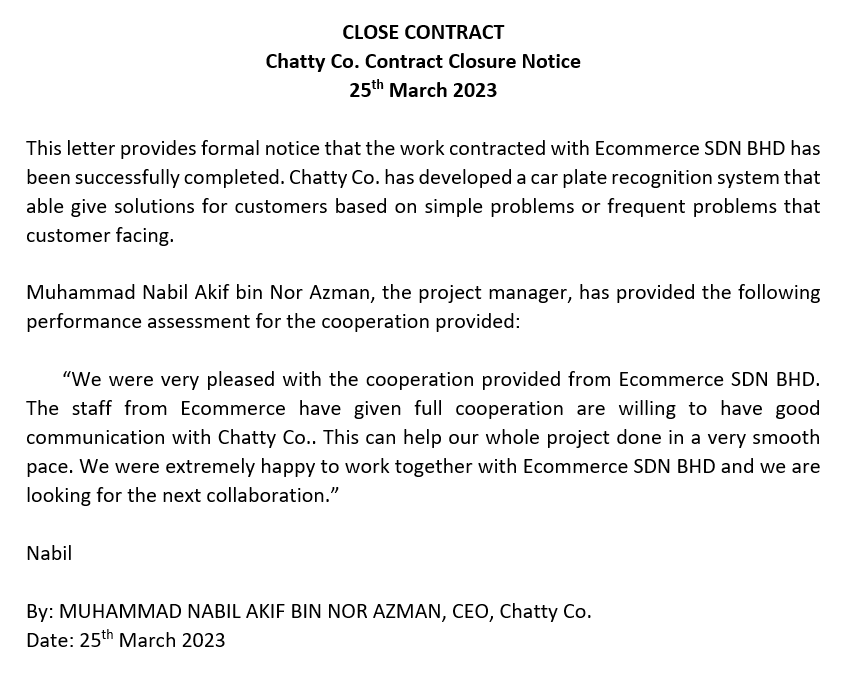 CLOSE CONTRACT
Chatty Co. Contract Closure Notice
25th March 2023
This letter provides formal notice that the work contracted with Ecommerce SDN BHD has
been successfully completed. Chatty Co. has developed a car plate recognition system that
able give solutions for customers based on simple problems or frequent problems that
customer facing.
Muhammad Nabil Akif bin Nor Azman, the project manager, has provided the following
performance assessment for the cooperation provided:
“We were very pleased with the cooperation provided from Ecommerce SDN BHD.
The staff from Ecommerce have given full cooperation are willing to have good
communication with Chatty Co.. This can help our whole project done in a very smooth
pace. We were extremely happy to work together with Ecommerce SDN BHD and we are
looking for the next collaboration.”
Nabil
By: MUHAMMAD NABIL AKIF BIN NOR AZMAN, CEO, Chatty Co.
Date: 25th March 2023